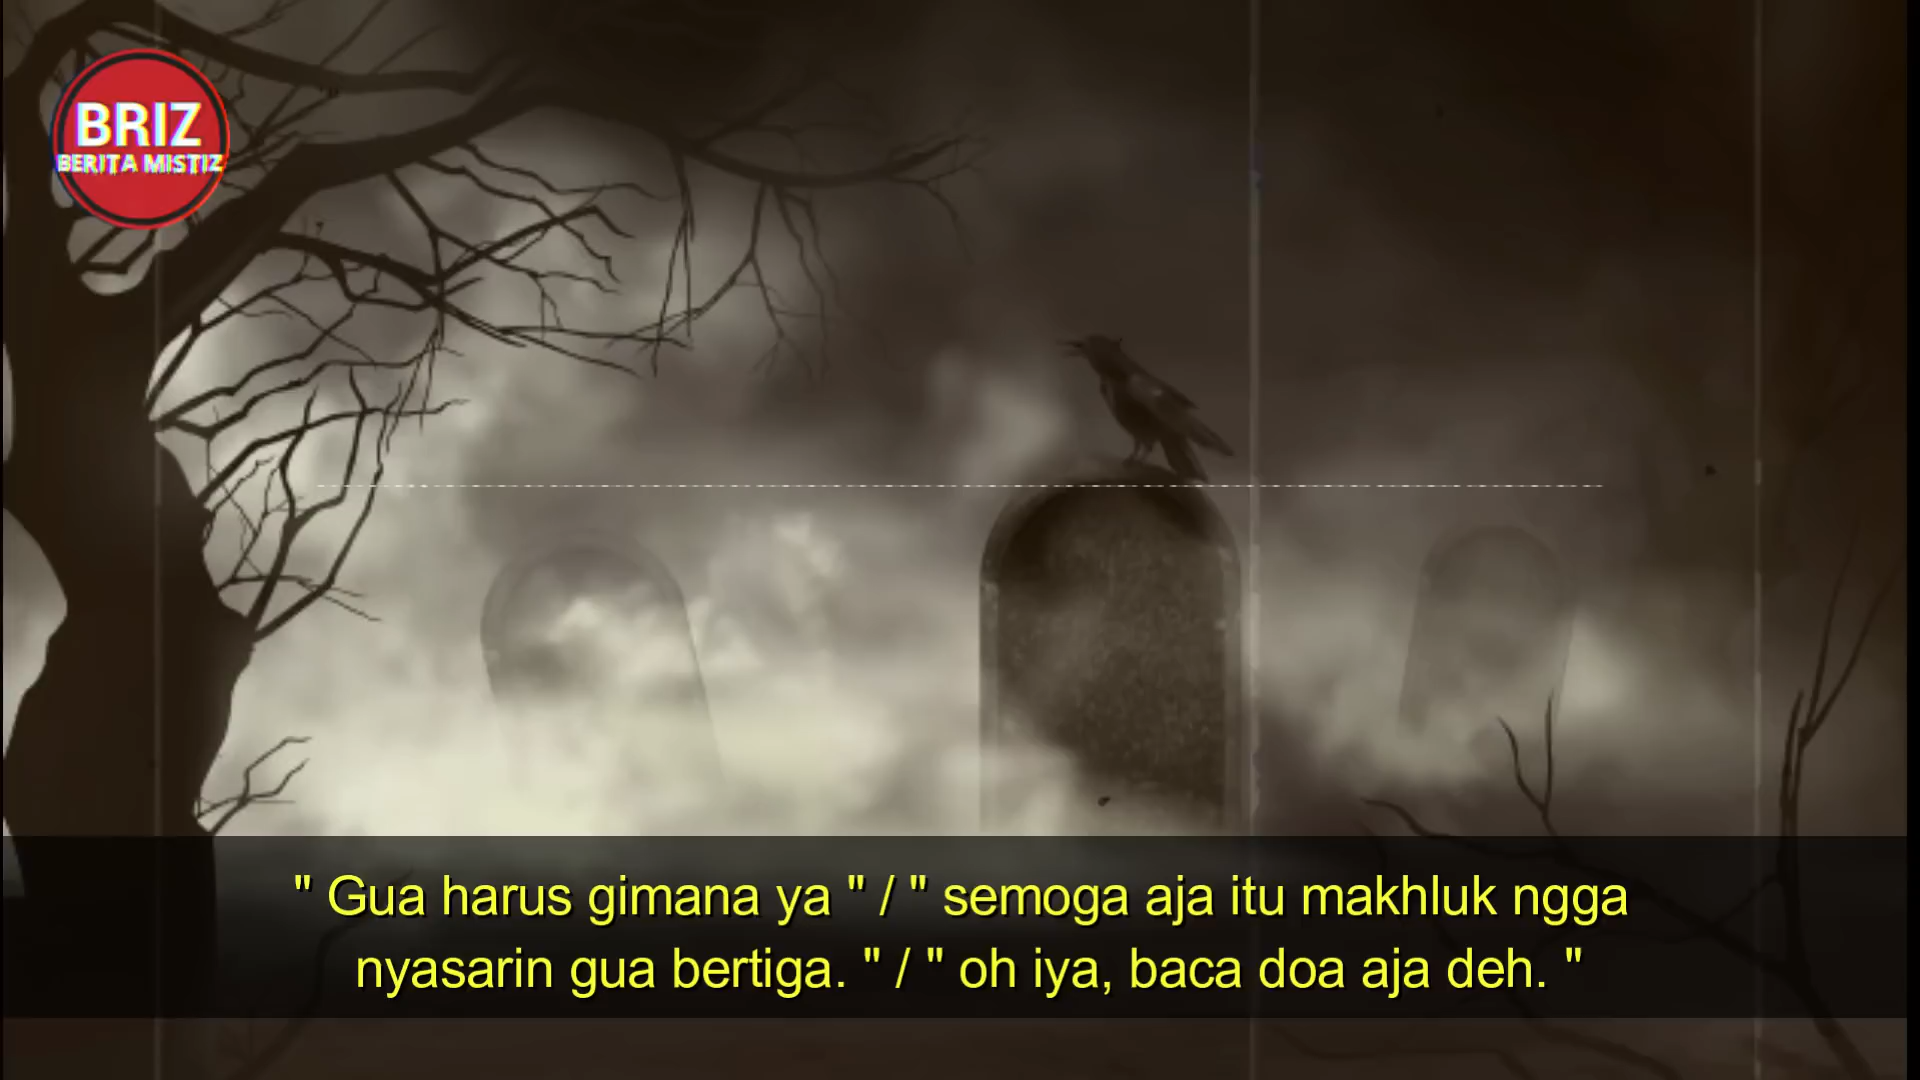 BRIZ
BERITA MISTIZ
" Gua harus gimana ya " / " semoga aja itu makhluk ngga
nyasarin gua bertiga. " / " oh iya, baca doa aja deh. "